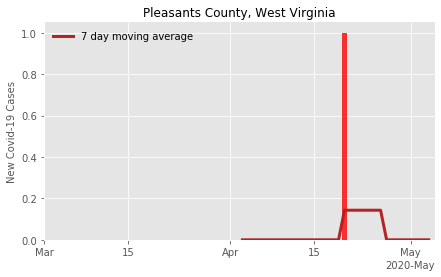 Pleasants County, West Virginia
7 day moving average
New Covid-19 Cases
1.0
0.8
0.6
0.4
0.2
0.0
Mar 15 Apr 15 May
2020-May